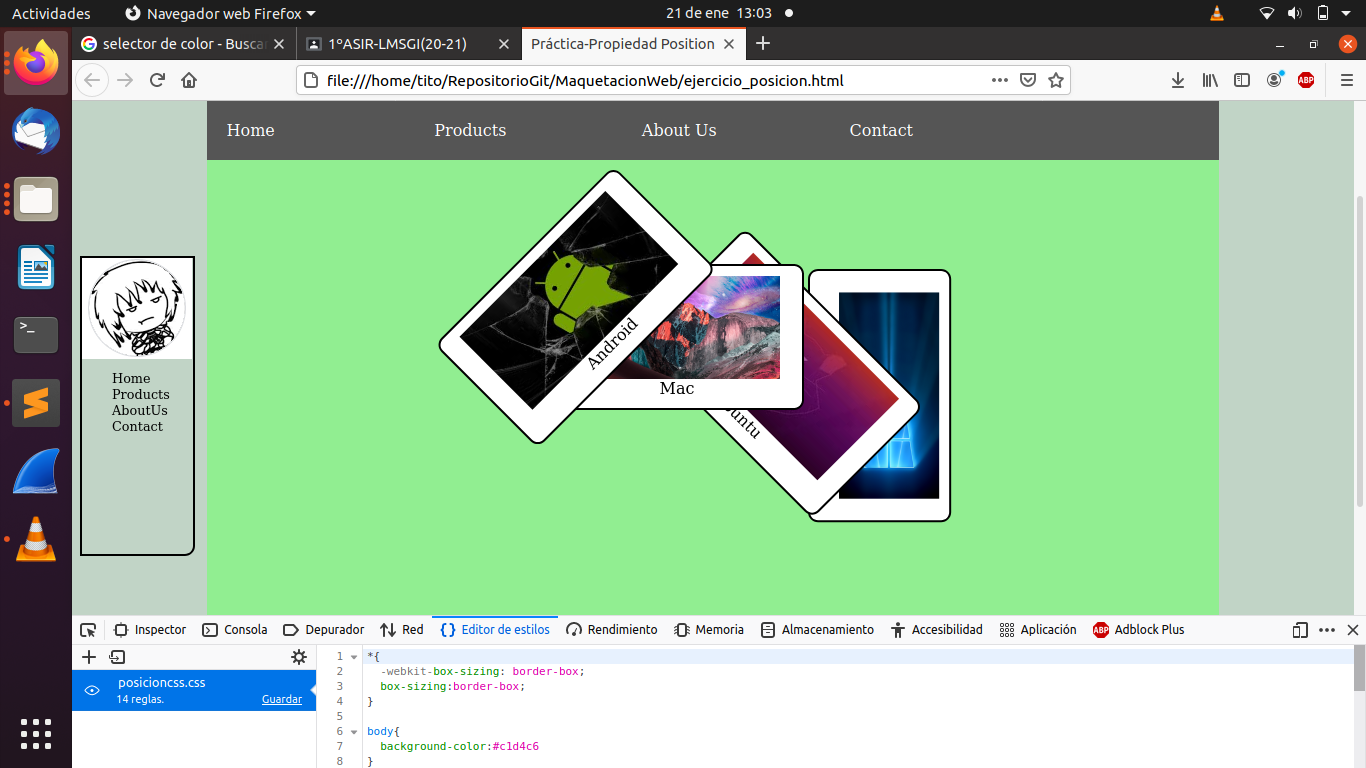 Actividades Navegador web Firefox 21 de ene 13:03
selector de color - Busca 1ºASIR-LMSGI(20-21) Práctica-Propiedad Position
file:///home/tito/RepositorioGit/MaquetacionWeb/ejercicio_posicion.html ABP
Home Products About Us Contact
Android
Mac
untu
Home
Products
AboutUs
Contact
>_
Inspector Consola Depurador Red Editor de estilos Rendimiento Memoria Almacenamiento Accesibilidad Aplicación ABP Adblock Plus
posicioncss.css
14 reglas. Guardar
1 *{
2 -webkit-box-sizing: border-box;
3 box-sizing:border-box;
4 }
5
6 body{
7 background-color:#c1d4c6
8 }